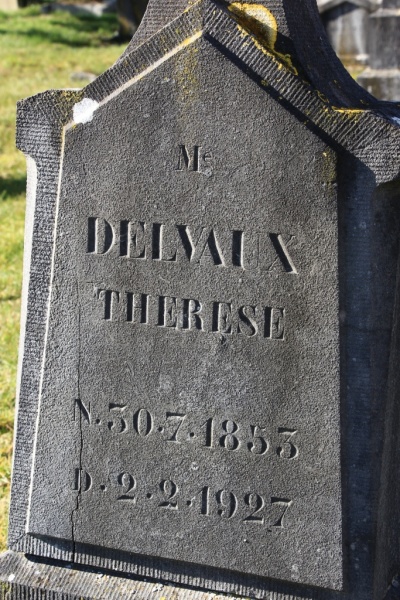 Me
DELVAUX
THERESE
N. 30.7.1853
D. 2.2.1927